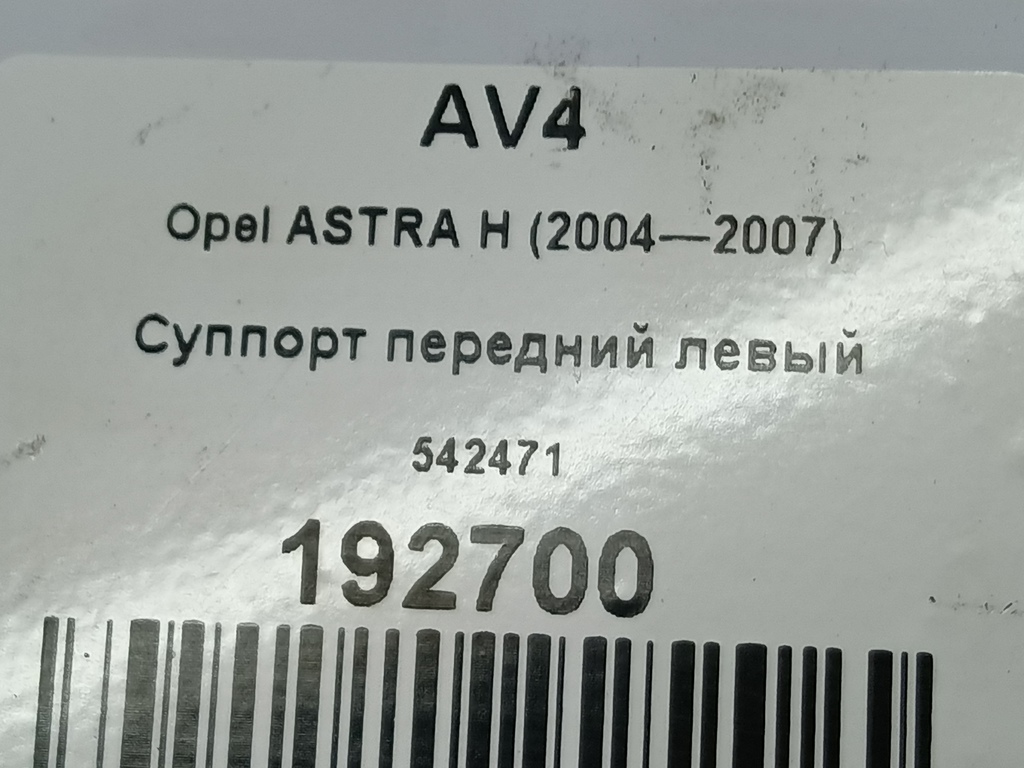 AV4
Opel ASTRA H (2004—2007)
Суппорт передний левый
542471
192700